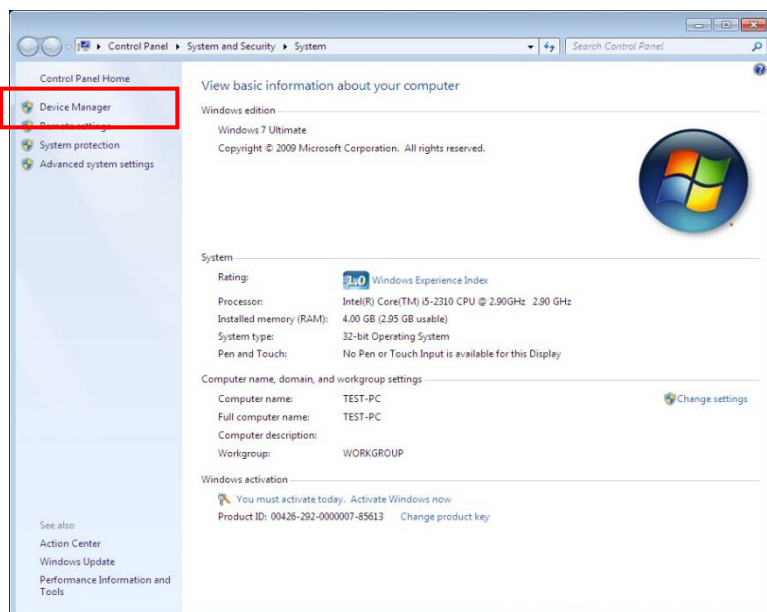 Control Panel ▸ System and Security ▸ System
Search Control Panel
Control Panel Home
Device Manager
Remote settings
System protection
Advanced system settings
See also
Action Center
Windows Update
Performance Information and
Tools
View basic information about your computer
Windows edition
Windows 7 Ultimate
Copyright © 2009 Microsoft Corporation. All rights reserved.
System
Rating: 1.0 Windows Experience Index
Processor: Intel(R) Core(TM) i5-2310 CPU @ 2.90GHz 2.90 GHz
Installed memory (RAM): 4.00 GB (2.95 GB usable)
System type: 32-bit Operating System
Pen and Touch: No Pen or Touch Input is available for this Display
Computer name, domain, and workgroup settings
Computer name: TEST-PC Change settings
Full computer name: TEST-PC
Computer description:
Workgroup: WORKGROUP
Windows activation
You must activate today. Activate Windows now
Product ID: 00426-292-0000007-85613 Change product key